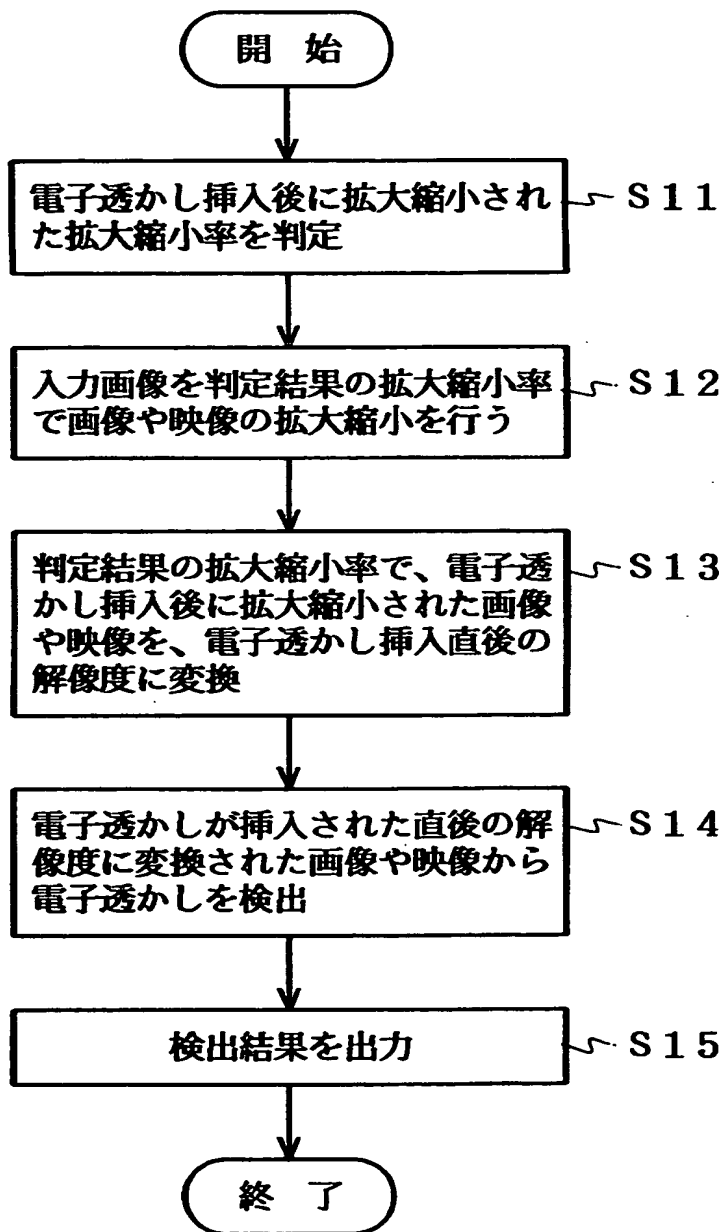 開 始
電子透かし挿入後に拡大縮小され
た拡大縮小率を判定
S11
入力画像を判定結果の拡大縮小率
で画像や映像の拡大縮小を行う
S12
判定結果の拡大縮小率で、電子透
かし挿入後に拡大縮小された画像
や映像を、電子透かし挿入直後の
解像度に変換
S13
電子透かしが挿入された直後の解
像度に変換された画像や映像から
電子透かしを検出
S14
検出結果を出力
S15
終 了